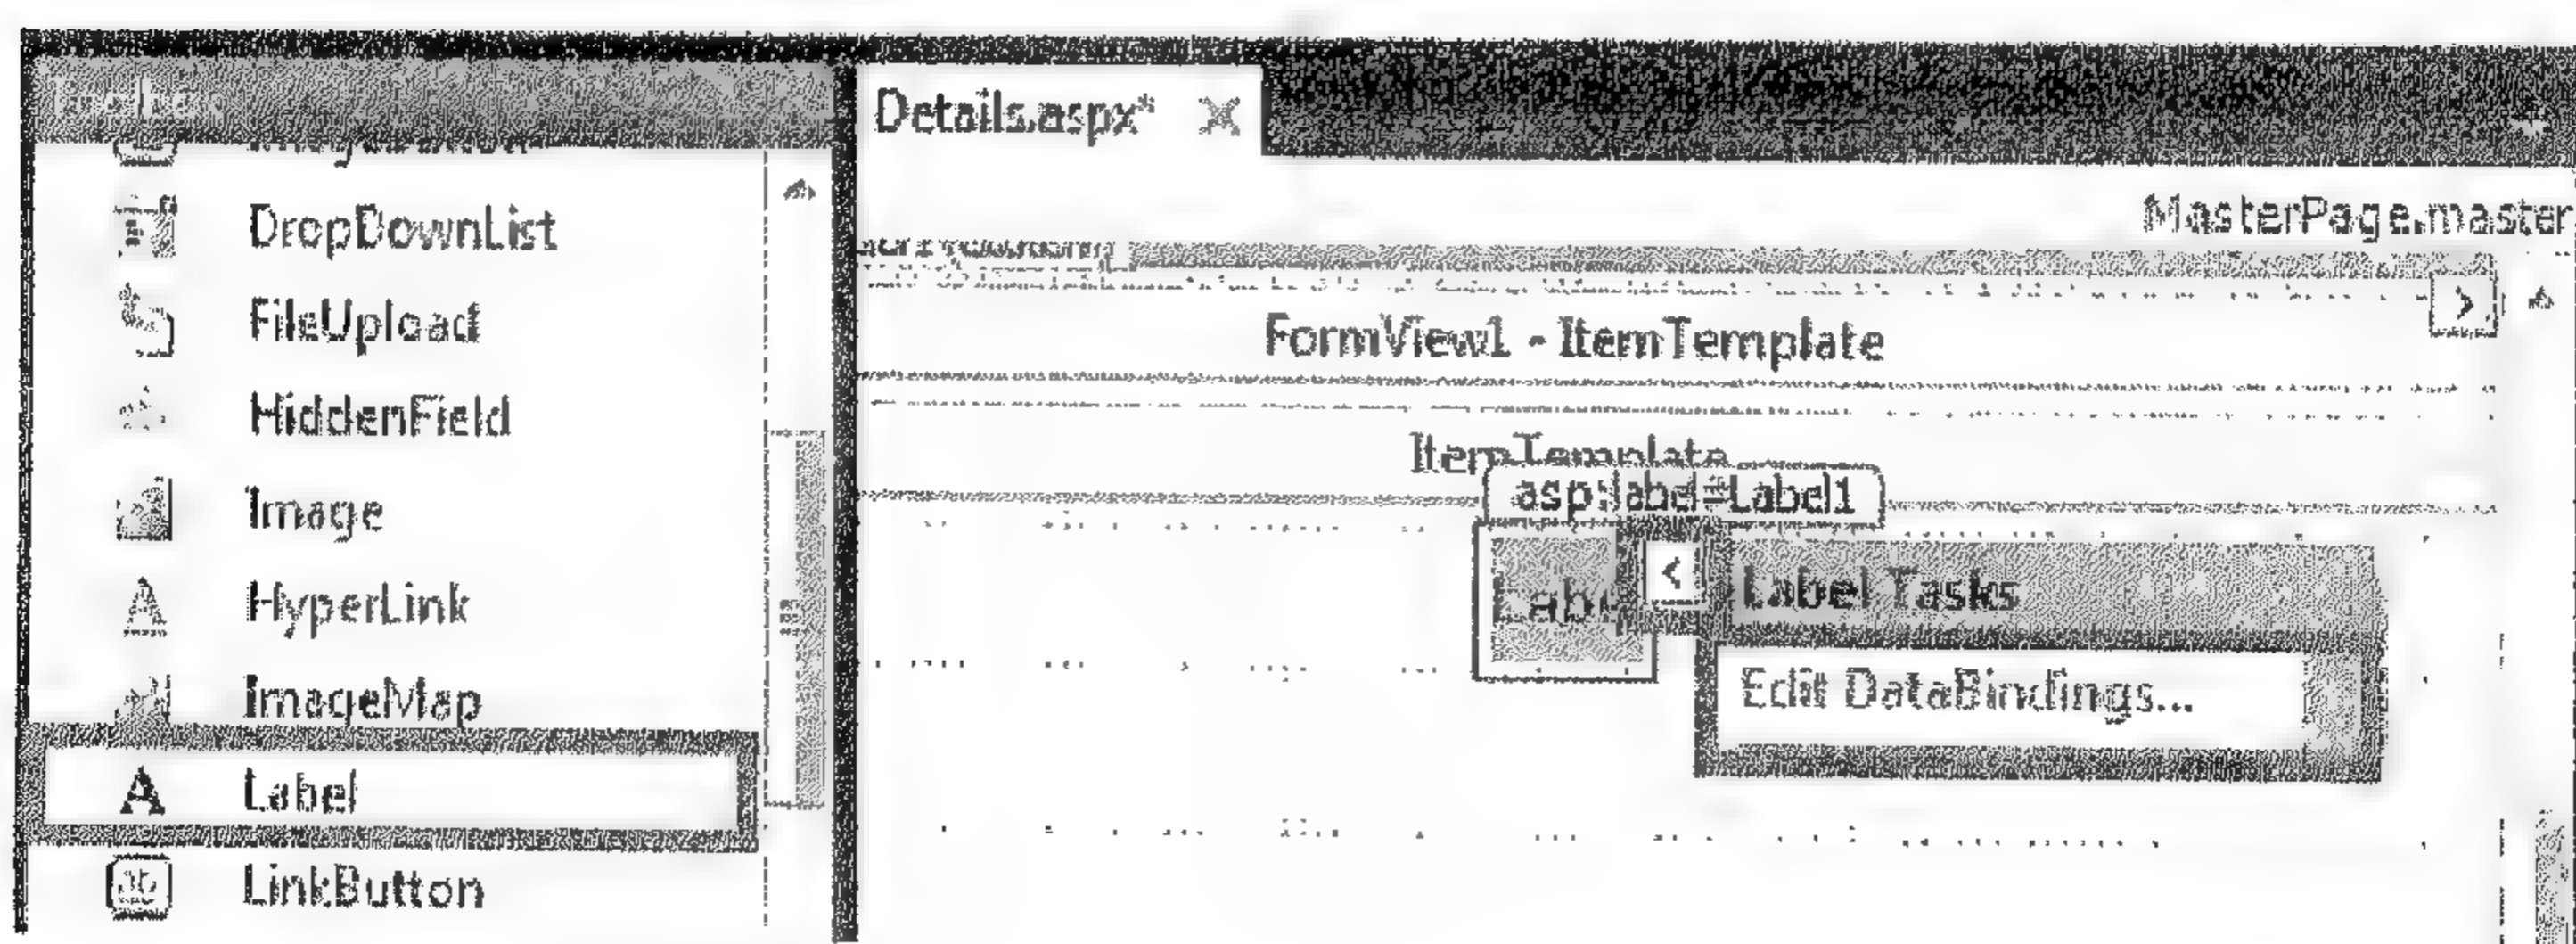 Toolbox
DropDownList
FileUpload
HiddenField
Image
HyperLink
ImageMap
Label
LinkButton
Details.aspx*
MasterPage.master
FormView1 - ItemTemplate
ItemTemplate
asp:label#Label1
Label Tasks
Edit DataBindings...